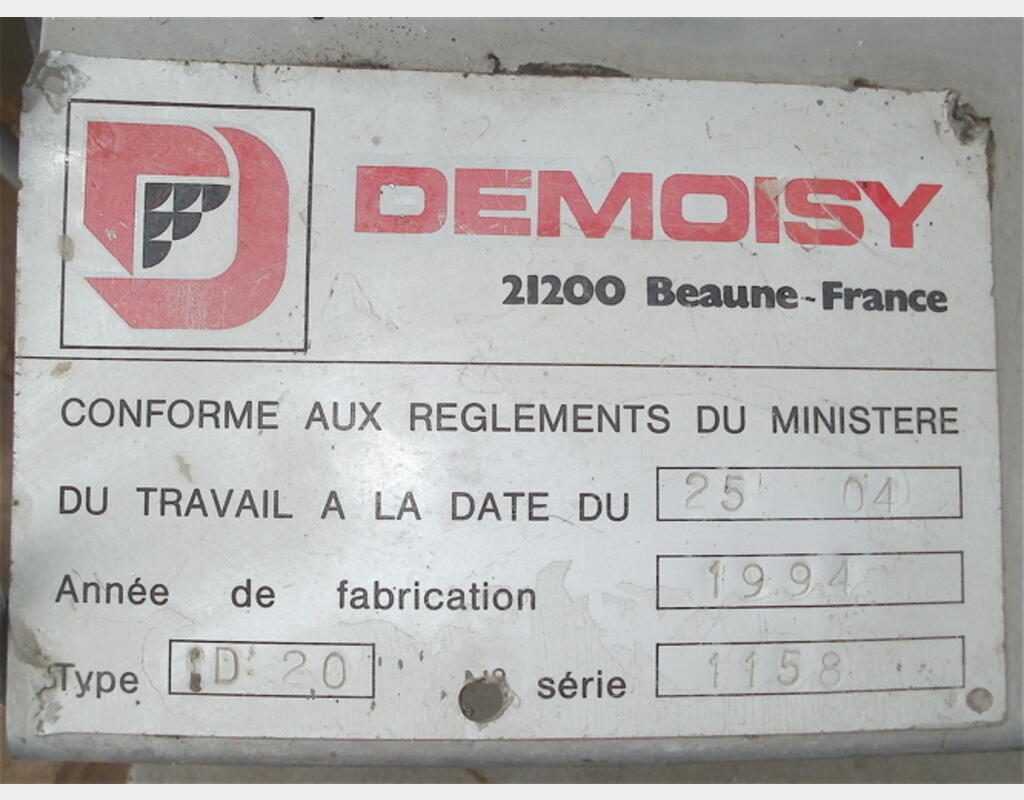 DEMOISY
21200 Beaune - France
CONFORME AUX REGLEMENTS DU MINISTERE
DU TRAVAIL A LA DATE DU 25 04
Année de fabrication 1994
Type D 20 N° série 1158